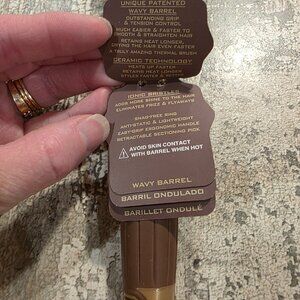 UNIQUE PATENTED
WAVY BARREL
OUTSTANDING GRIP
& TENSION CONTROL
MUCH EASIER & FASTER TO
SMOOTH & STRAIGHTEN HAIR
RETAINS HEAT LONGER,
DRYING THE HAIR EVEN FASTER
A TRULY AMAZING THERMAL BRUSH
CERAMIC TECHNOLOGY
HEATS UP FASTER
RETAINS HEAT LONGER
STYLES FASTER &
IONIC BRISTLES
ADDS MORE SHINE TO THE HAIR
ELIMINATES FRIZZ & FLYAWAYS
SNAG-FREE RING
ANTI-STATIC & LIGHTWEIGHT
EASY-GRIP ERGONOMIC HANDLE
RETRACTABLE SECTIONING PICK
AVOID SKIN CONTACT
WITH BARREL WHEN HOT
WAVY BARREL
BARRIL ONDULADO
BARILLET ONDULÉ